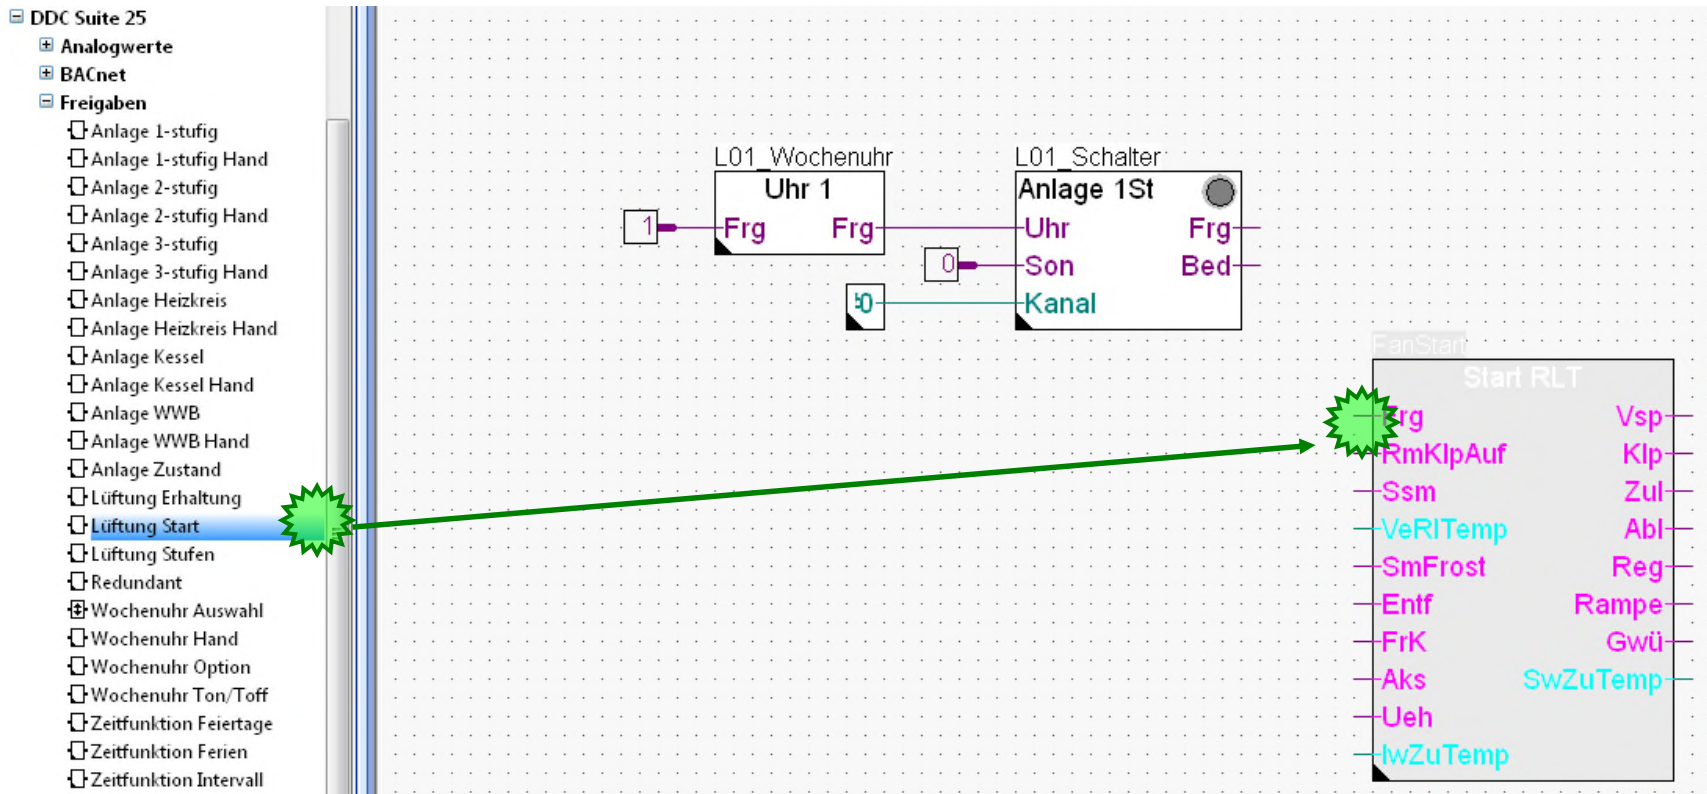 DDC Suite 25
Analogwerte
BACnet
Freigaben
Anlage 1-stufig
Anlage 1-stufig Hand
Anlage 2-stufig
Anlage 2-stufig Hand
Anlage 3-stufig
Anlage 3-stufig Hand
Anlage Heizkreis
Anlage Heizkreis Hand
Anlage Kessel
Anlage Kessel Hand
Anlage WWB
Anlage WWB Hand
Anlage Zustand
Lüftung Erhaltung
Lüftung Start
Lüftung Stufen
Redundant
Wochenuhr Auswahl
Wochenuhr Hand
Wochenuhr Option
Wochenuhr Ton/Toff
Zeitfunktion Feiertage
Zeitfunktion Ferien
Zeitfunktion Intervall
L01_Wochenuhr
Uhr 1
1
Frg Frg
L01_Schalter
Anlage 1St
Uhr Frg
0
Son Bed
Kanal
FanStart
Start RLT
Frg Vsp
RmKlpAuf Klp
Ssm Zul
VeRlTemp Abl
SmFrost Reg
Entf Rampe
FrK Gwü
Aks SwZuTemp
Ueh
IwZuTemp